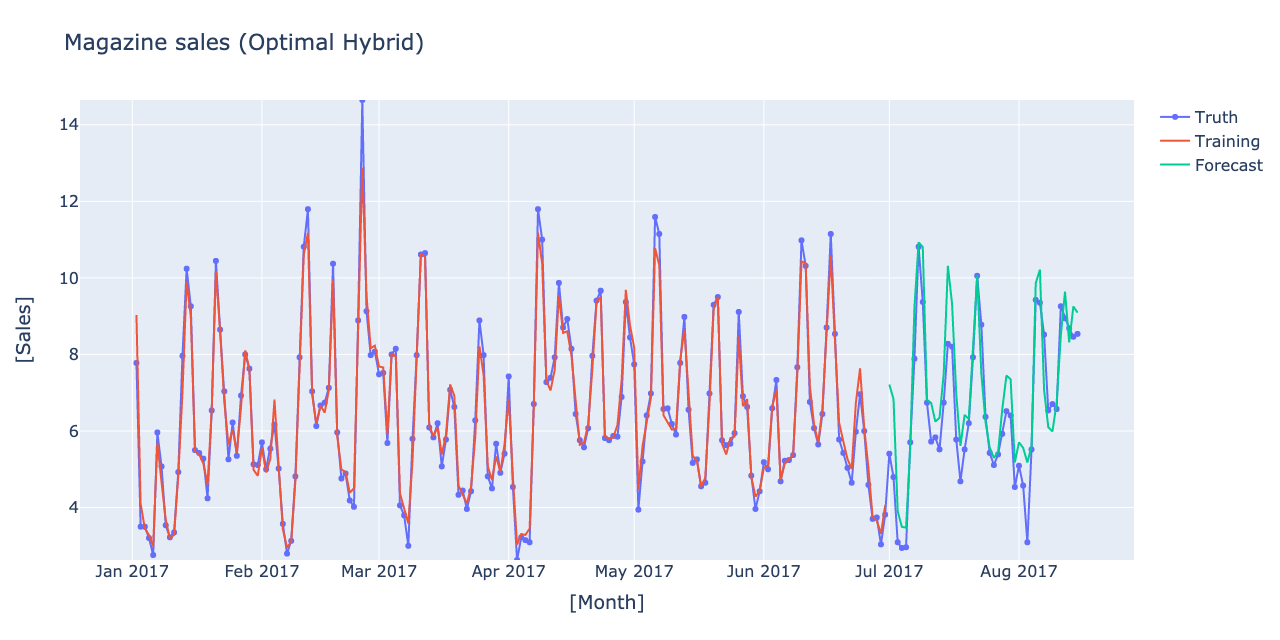 Magazine sales (Optimal Hybrid)
Truth
Training
Forecast
14
12
10
8
6
4
[Sales]
Jan 2017 Feb 2017 Mar 2017 Apr 2017 May 2017 Jun 2017 Jul 2017 Aug 2017
[Month]